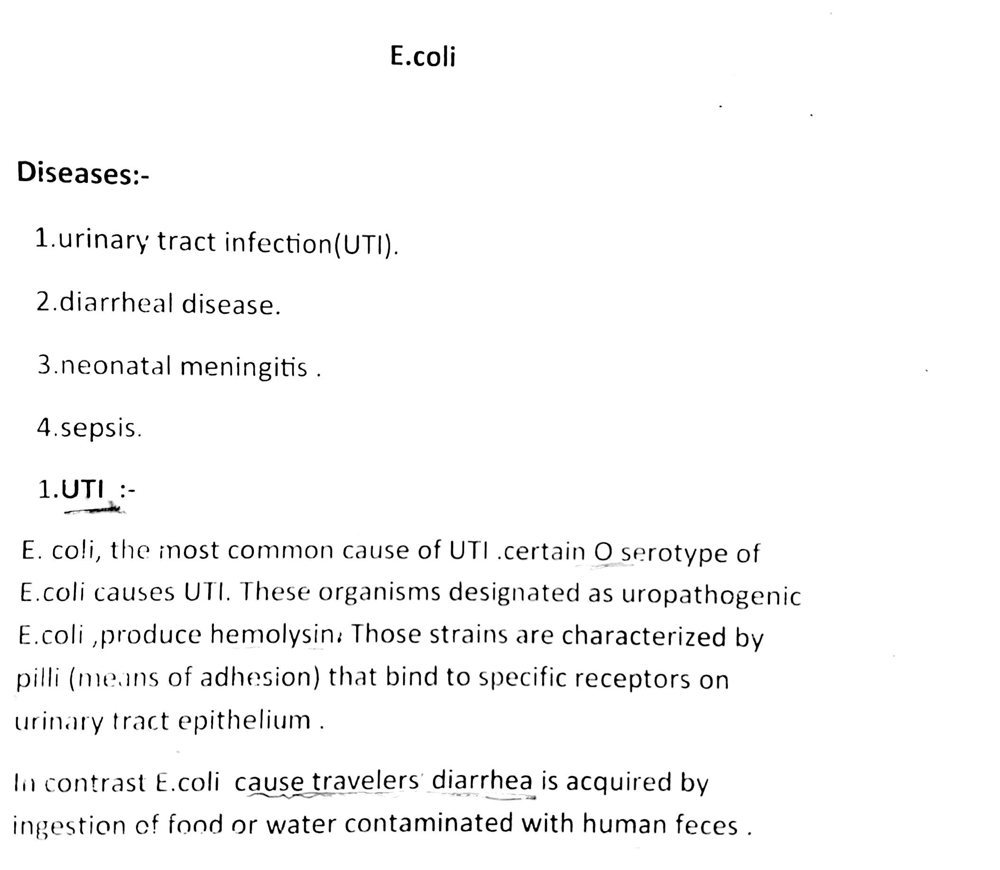 E.coli
Diseases:-
1.urinary tract infection(UTI).
2.diarrheal disease.
3.neonatal meningitis .
4.sepsis.
1.UTI :-
E. coli, the most common cause of UTI .certain O serotype of
E.coli causes UTI. These organisms designated as uropathogenic
E.coli ,produce hemolysin. Those strains are characterized by
pilli (means of adhesion) that bind to specific receptors on
urinary tract epithelium .
In contrast E.coli cause travelers' diarrhea is acquired by
ingestion of food or water contaminated with human feces .